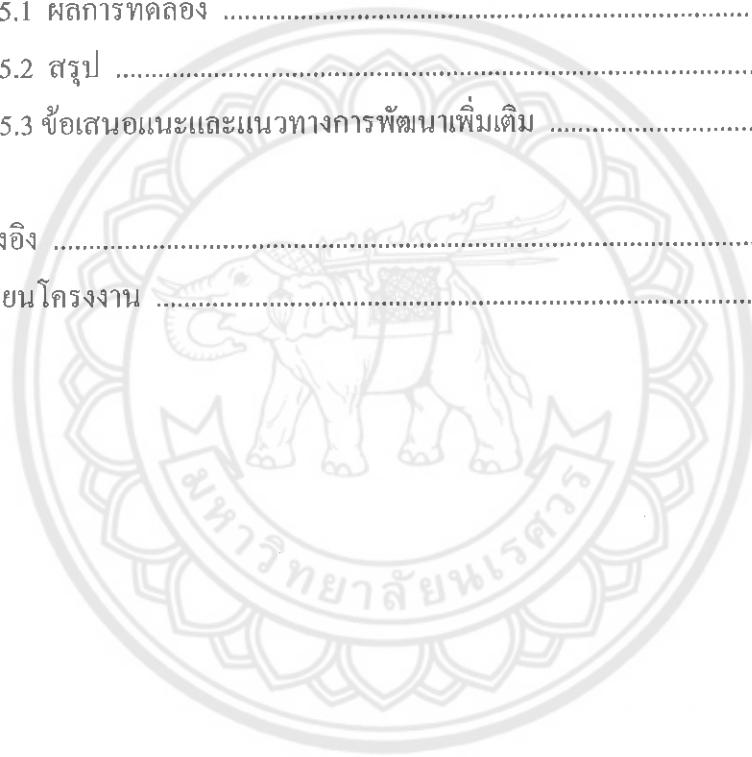 5.1 ผลการทดลอง ........................................................................
5.2 สรุป ........................................................................
5.3 ข้อเสนอแนะและแนวทางการพัฒนาเพิ่มเติม ........................................
งอิง ........................................................................
ยนโครงงาน ........................................................................
มหาวิทยาลัยนเรศวร